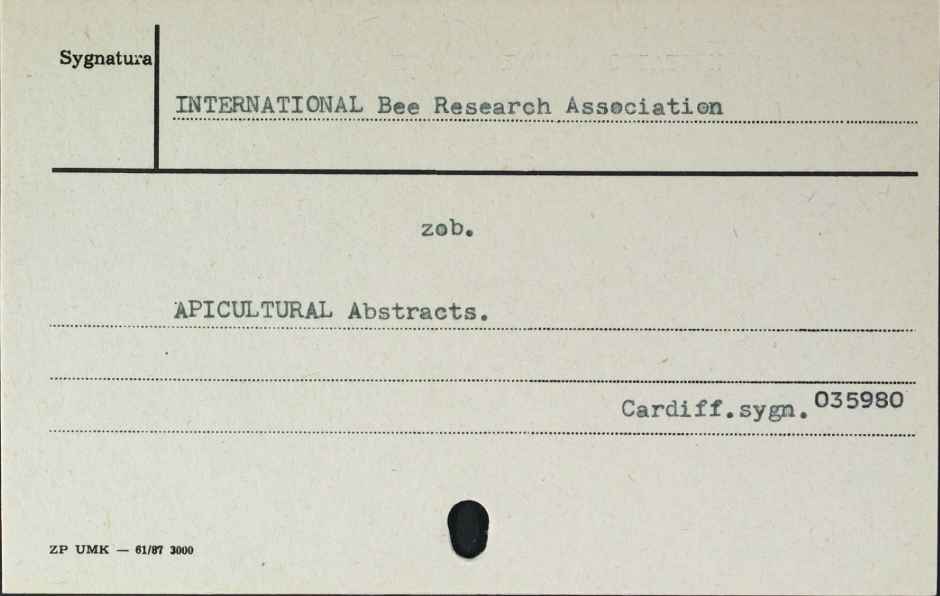 Sygnatura
INTERNATIONAL Bee Research Association
zob.
APICULTURAL Abstracts.
Cardiff.sygn. 035980
ZP UMK — 61/87 3000